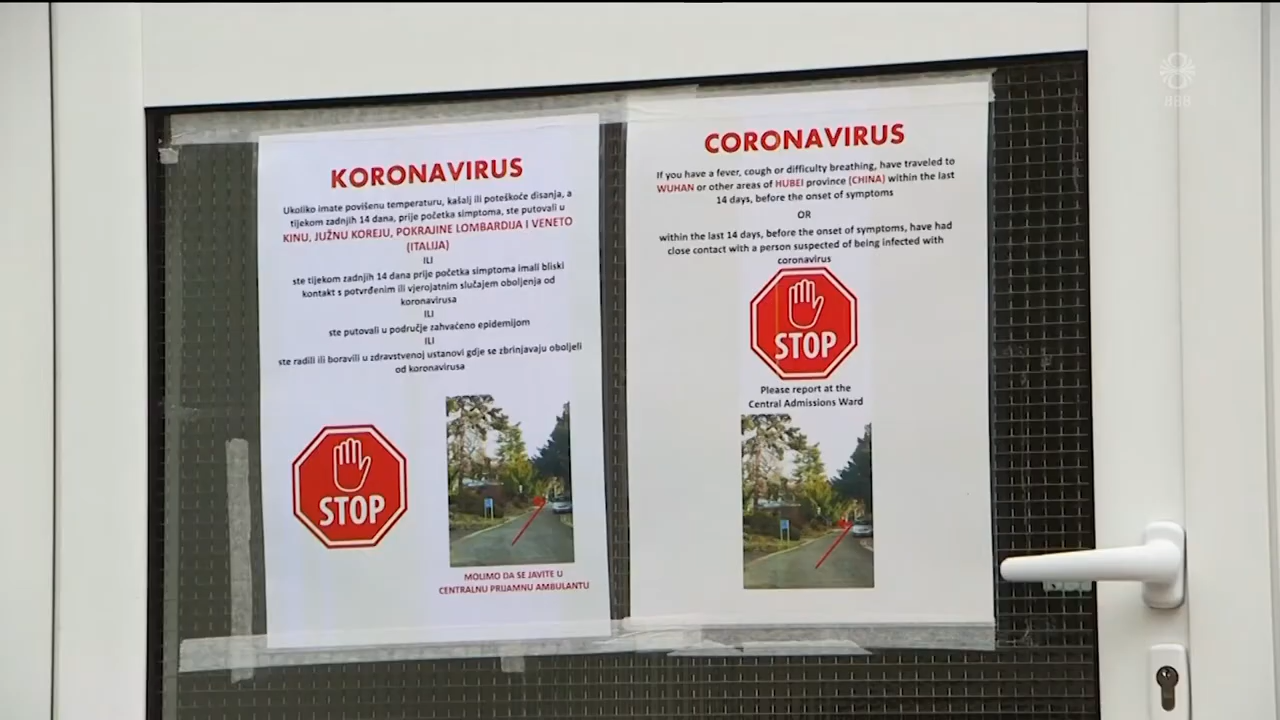 KORONAVIRUS
Ukoliko imate povišenu temperaturu, kašalj ili poteškoće disanja, a
tijekom zadnjih 14 dana, prije početka simptoma, ste putovali u
KINU, JUŽNU KOREJU, POKRAJINE LOMBARDIJA I VENETO
(ITALIJA)
ILI
ste tijekom zadnjih 14 dana prije početka simptoma imali bliski
kontakt s potvrđenim ili vjerojatnim slučajem oboljenja od
koronavirusa
ILI
ste putovali u područje zahvaćeno epidemijom
ILI
ste radili ili boravili u zdravstvenoj ustanovi gdje se zbrinjavaju oboljeli
od koronavirusa
STOP
MOLIMO DA SE JAVITE U
CENTRALNU PRIJAMNU AMBULANTU
CORONAVIRUS
If you have a fever, cough or difficulty breathing, have traveled to
WUHAN or other areas of HUBEI province (CHINA) within the last
14 days, before the onset of symptoms
OR
within the last 14 days, before the onset of symptoms, have had
close contact with a person suspected of being infected with
coronavirus
STOP
Please report at the
Central Admissions Ward
888